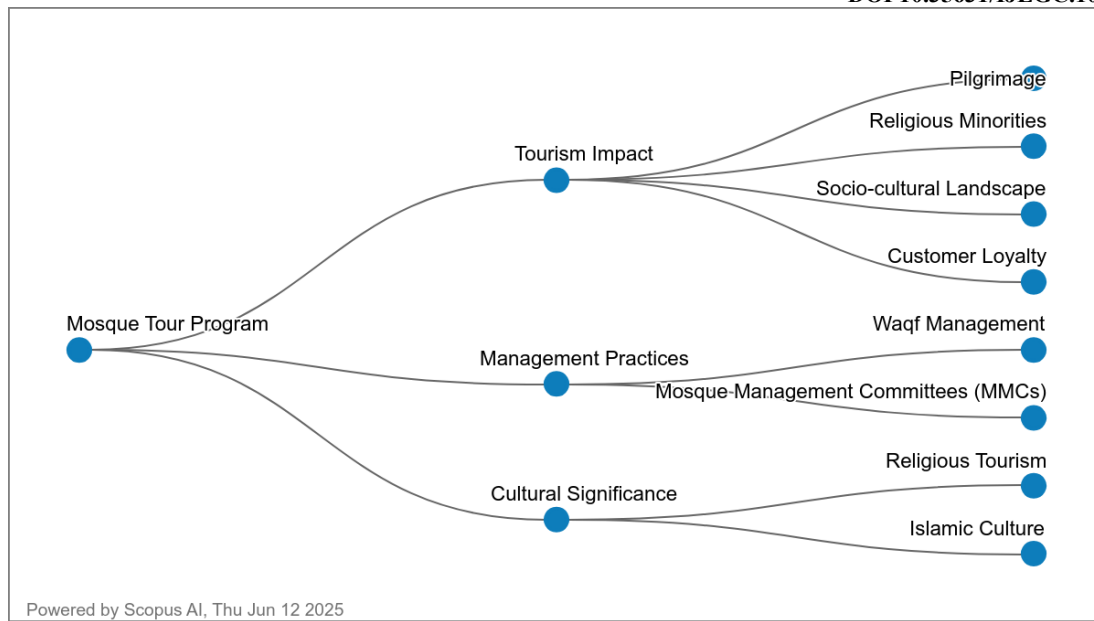 Pilgrimage
Religious Minorities
Tourism Impact
Socio-cultural Landscape
Customer Loyalty
Mosque Tour Program
Waqf Management
Management Practices
Mosque Management Committees (MMCs)
Religious Tourism
Cultural Significance
Islamic Culture
Powered by Scopus AI, Thu Jun 12 2025